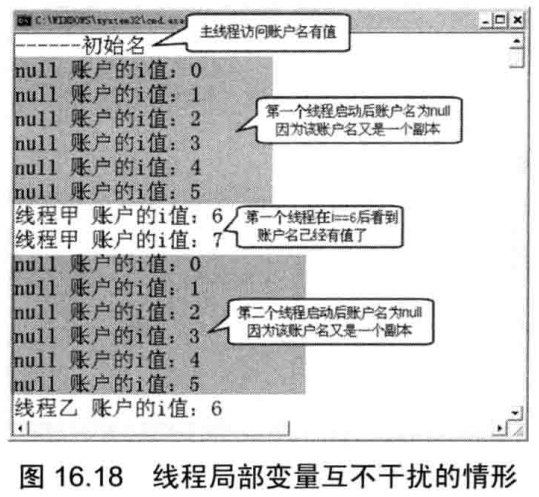 C:\WINDOWS\system32\cmd.exe
------初始名
主线程访问账户名有值
null 账户的i值：0
null 账户的i值：1
null 账户的i值：2
null 账户的i值：3
null 账户的i值：4
null 账户的i值：5
第一个线程启动后账户名为null
因为该账户名又是一个副本
线程甲 账户的i值：6
线程甲 账户的i值：7
第一个线程在i==6后看到
账户名已经有值了
null 账户的i值：0
null 账户的i值：1
null 账户的i值：2
null 账户的i值：3
null 账户的i值：4
null 账户的i值：5
第二个线程启动后账户名为null
因为该账户名又是一个副本
线程乙 账户的i值：6
图 16.18 线程局部变量互不干扰的情形